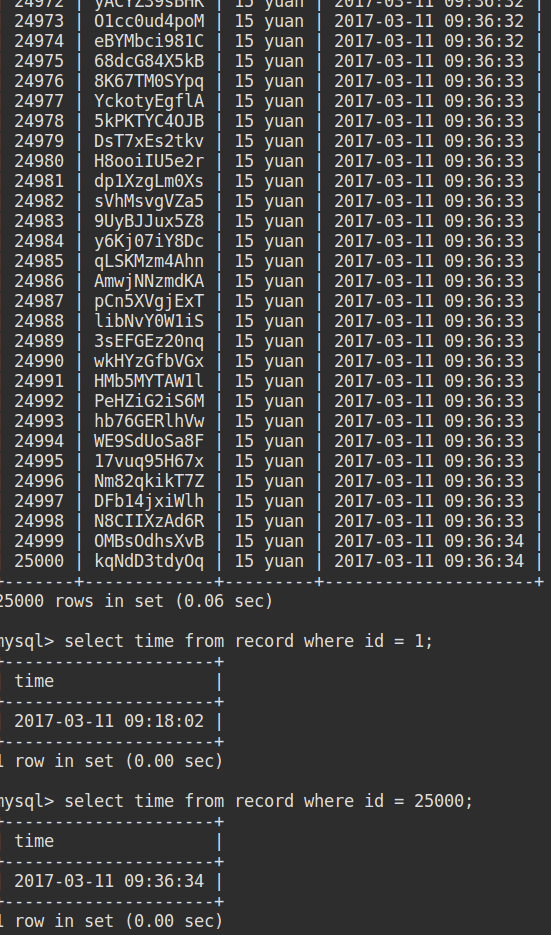 24972 | yACYZ39SBHR | 15 yuan | 2017-03-11 09:36:32 |
24973 | O1cc0ud4poM | 15 yuan | 2017-03-11 09:36:32 |
24974 | eBYMbci981C | 15 yuan | 2017-03-11 09:36:32 |
24975 | 68dcG84X5kB | 15 yuan | 2017-03-11 09:36:33 |
24976 | 8K67TM0SYpq | 15 yuan | 2017-03-11 09:36:33 |
24977 | YckotyEgflA | 15 yuan | 2017-03-11 09:36:33 |
24978 | 5kPKTYC4OJB | 15 yuan | 2017-03-11 09:36:33 |
24979 | DsT7xEs2tkv | 15 yuan | 2017-03-11 09:36:33 |
24980 | H8ooiIU5e2r | 15 yuan | 2017-03-11 09:36:33 |
24981 | dp1XzgLm0Xs | 15 yuan | 2017-03-11 09:36:33 |
24982 | sVhMsvgVZa5 | 15 yuan | 2017-03-11 09:36:33 |
24983 | 9UyBJJux5Z8 | 15 yuan | 2017-03-11 09:36:33 |
24984 | y6Kj07iY8Dc | 15 yuan | 2017-03-11 09:36:33 |
24985 | qLSKMzm4Ahn | 15 yuan | 2017-03-11 09:36:33 |
24986 | AmwjNNzmdKA | 15 yuan | 2017-03-11 09:36:33 |
24987 | pCn5XVgjExT | 15 yuan | 2017-03-11 09:36:33 |
24988 | libNvY0W1iS | 15 yuan | 2017-03-11 09:36:33 |
24989 | 3sEFGEz20nq | 15 yuan | 2017-03-11 09:36:33 |
24990 | wkHYzGfbVGx | 15 yuan | 2017-03-11 09:36:33 |
24991 | HMb5MYTAW1l | 15 yuan | 2017-03-11 09:36:33 |
24992 | PeHZiG2iS6M | 15 yuan | 2017-03-11 09:36:33 |
24993 | hb76GERlhVw | 15 yuan | 2017-03-11 09:36:33 |
24994 | WE9SdUoSa8F | 15 yuan | 2017-03-11 09:36:33 |
24995 | 17vuq95H67x | 15 yuan | 2017-03-11 09:36:33 |
24996 | Nm82qkikT7Z | 15 yuan | 2017-03-11 09:36:33 |
24997 | DFb14jxiWlh | 15 yuan | 2017-03-11 09:36:33 |
24998 | N8CIIXzAd6R | 15 yuan | 2017-03-11 09:36:33 |
24999 | OMBsOdhsXvB | 15 yuan | 2017-03-11 09:36:34 |
25000 | kqNdD3tdyOq | 15 yuan | 2017-03-11 09:36:34 |
+-------+-------------+---------+---------------------+
25000 rows in set (0.06 sec)
mysql> select time from record where id = 1;
+---------------------+
time |
+---------------------+
2017-03-11 09:18:02 |
+---------------------+
1 row in set (0.00 sec)
mysql> select time from record where id = 25000;
+---------------------+
time |
+---------------------+
2017-03-11 09:36:34 |
+---------------------+
1 row in set (0.00 sec)